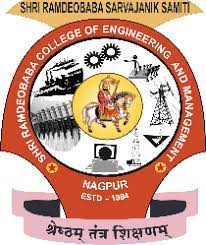 SHRI RAMDEOBABA SARVAJANIK SAMITI
SHRI RAMDEOBABA COLLEGE OF ENGINEERING AND MANAGEMENT
NAGPUR
ESTD - 1984
श्रेष्ठम् तंत्र शिक्षणम्